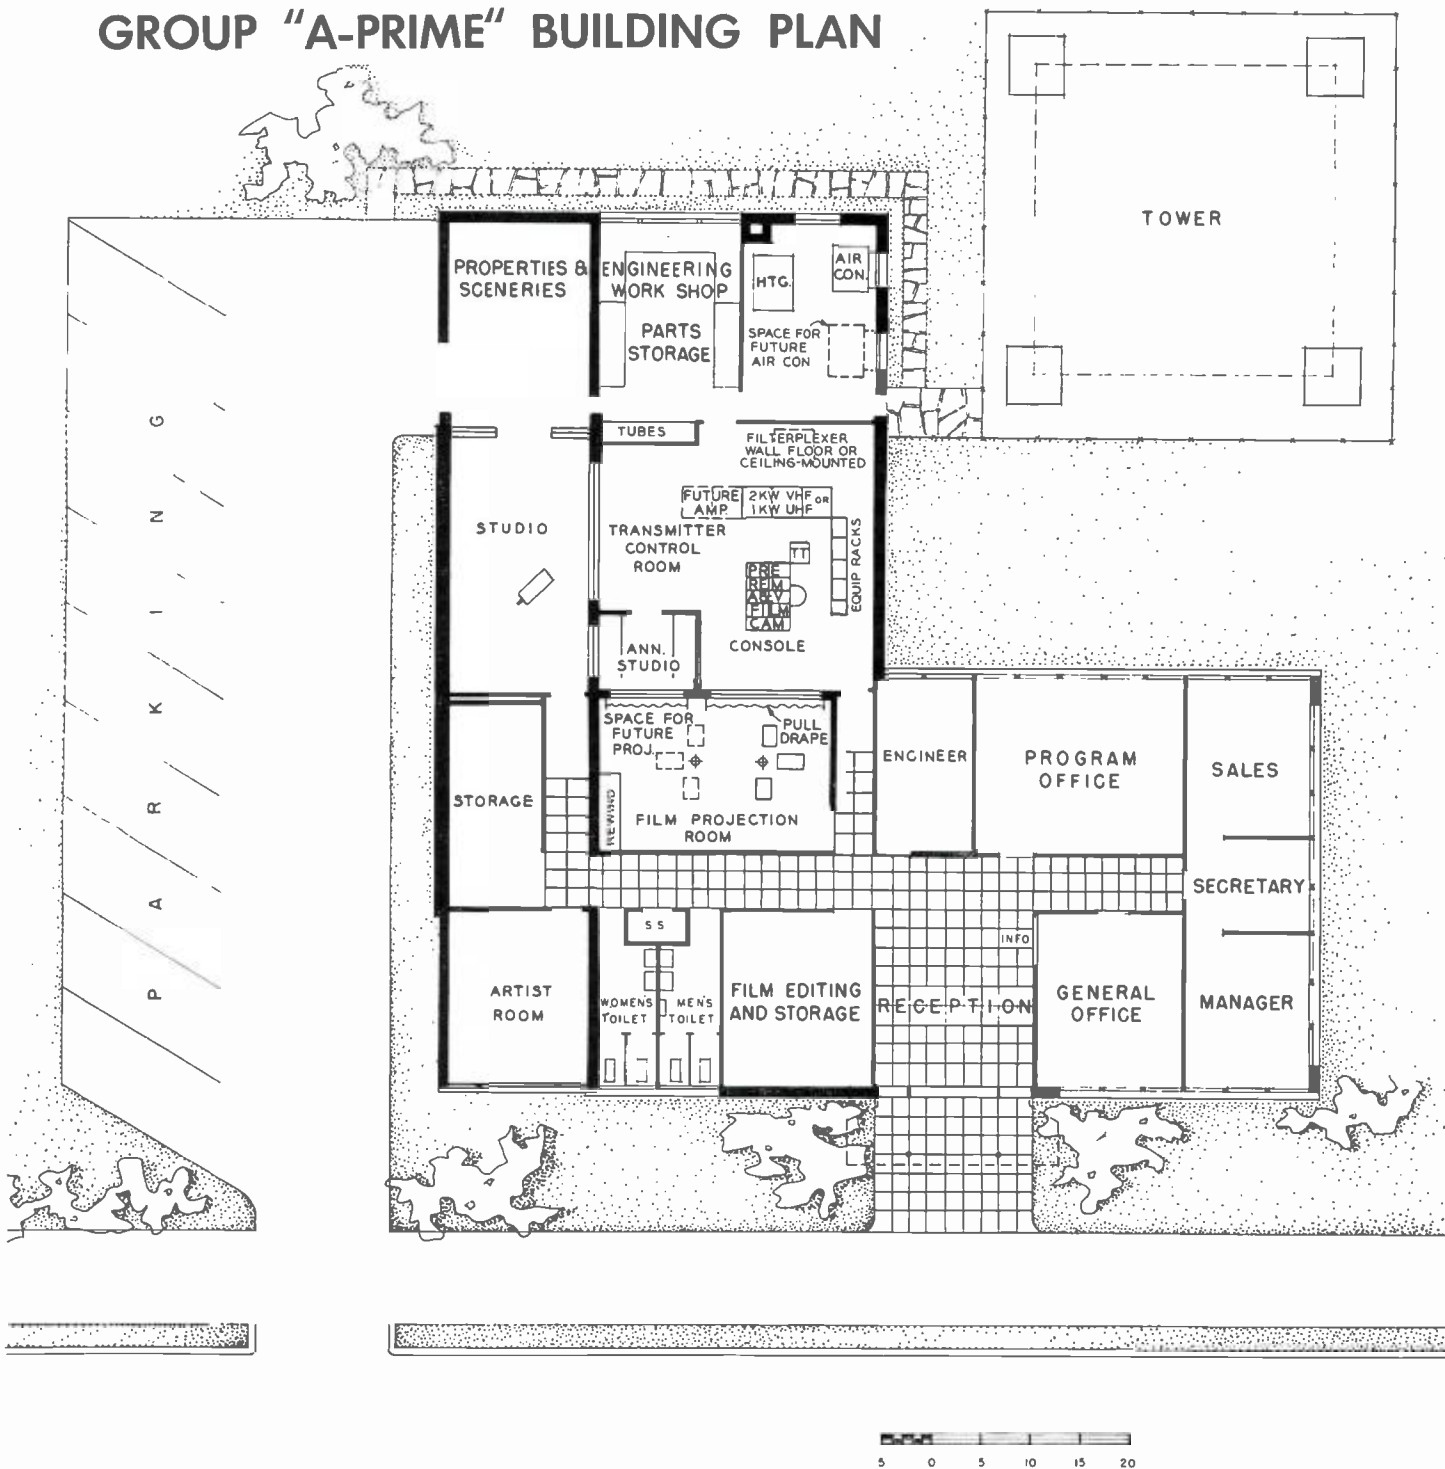 GROUP "A-PRIME" BUILDING PLAN
TOWER
PROPERTIES &
SCENERIES
ENGINEERING
WORK SHOP
PARTS
STORAGE
HTG.
AIR
CON.
SPACE FOR
FUTURE
AIR CON
PARKING
TUBES
FILTERPLEXER
WALL FLOOR OR
CEILING-MOUNTED
FUTURE
AMP.
2KW VHF OR
1KW UHF
STUDIO
TRANSMITTER
CONTROL
ROOM
TT
EQUIP RACKS
PRE
REM
A&V
FILM
CAM
CONSOLE
ANN.
STUDIO
SPACE FOR
FUTURE
PROJ.
PULL
DRAPE
ENGINEER
PROGRAM
OFFICE
SALES
STORAGE
REWIND
FILM PROJECTION
ROOM
SECRETARY
SS
INFO
ARTIST
ROOM
WOMEN'S
TOILET
MEN'S
TOILET
FILM EDITING
AND STORAGE
RECEPTION
GENERAL
OFFICE
MANAGER
5 0 5 10 15 20